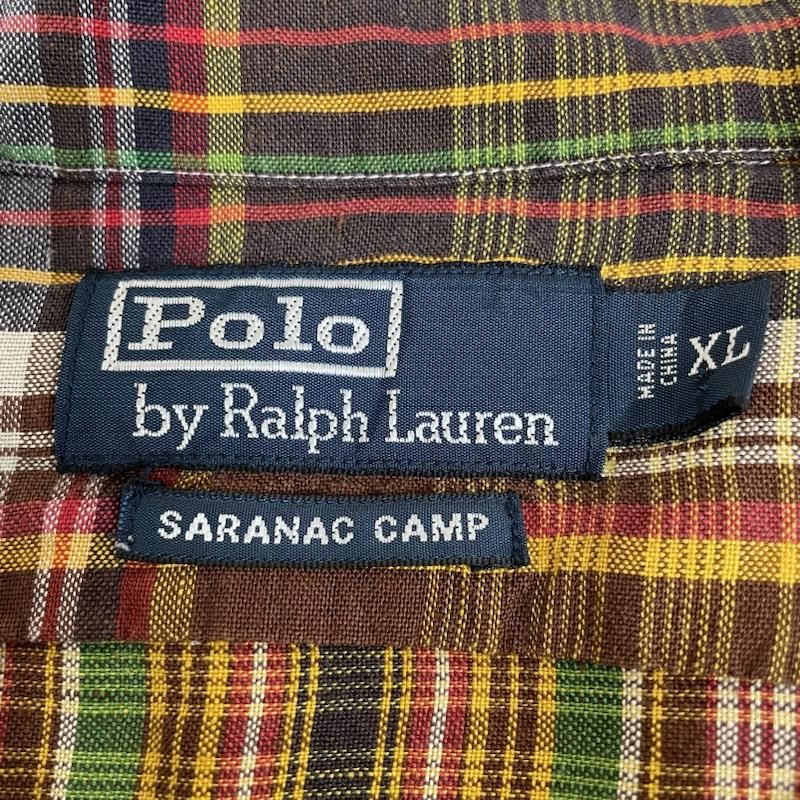 Polo
by Ralph Lauren
MADE IN
CHINA
XL
SARANAC CAMP